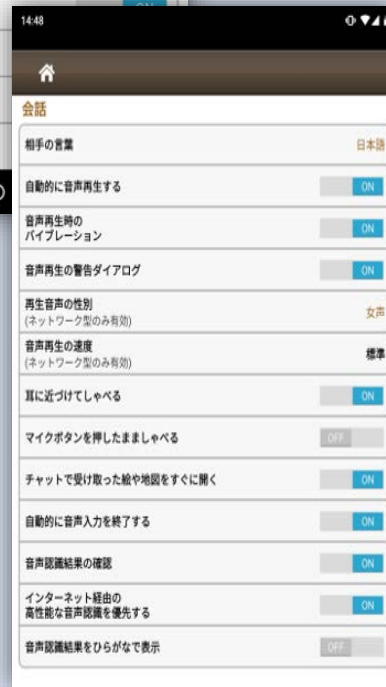 ON
14:48
会話
相手の言葉 日本語
自動的に音声再生する ON
音声再生時の
バイブレーション ON
音声再生の警告ダイアログ ON
再生音声の性別 女声
(ネットワーク型のみ有効)
音声再生の速度 標準
(ネットワーク型のみ有効)
耳に近づけてしゃべる ON
マイクボタンを押したまましゃべる OFF
チャットで受け取った絵や地図をすぐに開く ON
自動的に音声入力を終了する ON
音声認識結果の確認 ON
インターネット経由の
高性能な音声認識を優先する ON
音声認識結果をひらがなで表示 OFF